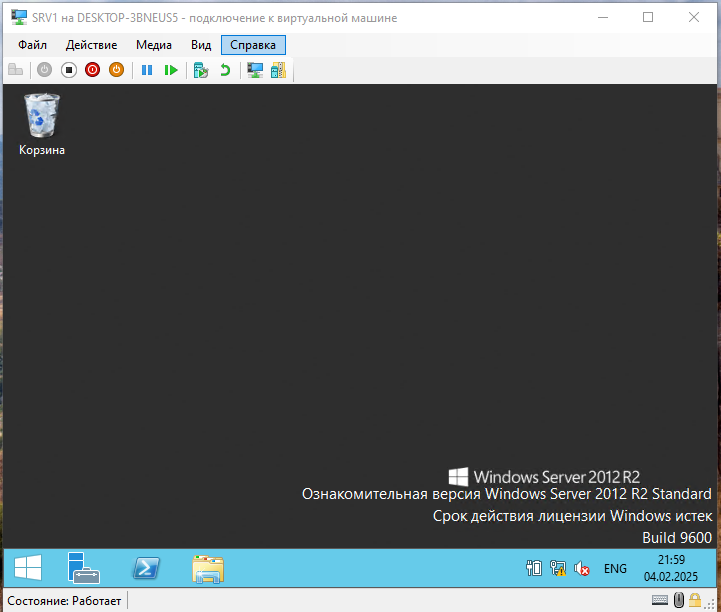 SRV1 на DESKTOP-3BNEUS5 - подключение к виртуальной машине
Файл Действие Медиа Вид Справка
Корзина
Windows Server 2012 R2
Ознакомительная версия Windows Server 2012 R2 Standard
Срок действия лицензии Windows истек
Build 9600
ENG
21:59
04.02.2025
Состояние: Работает